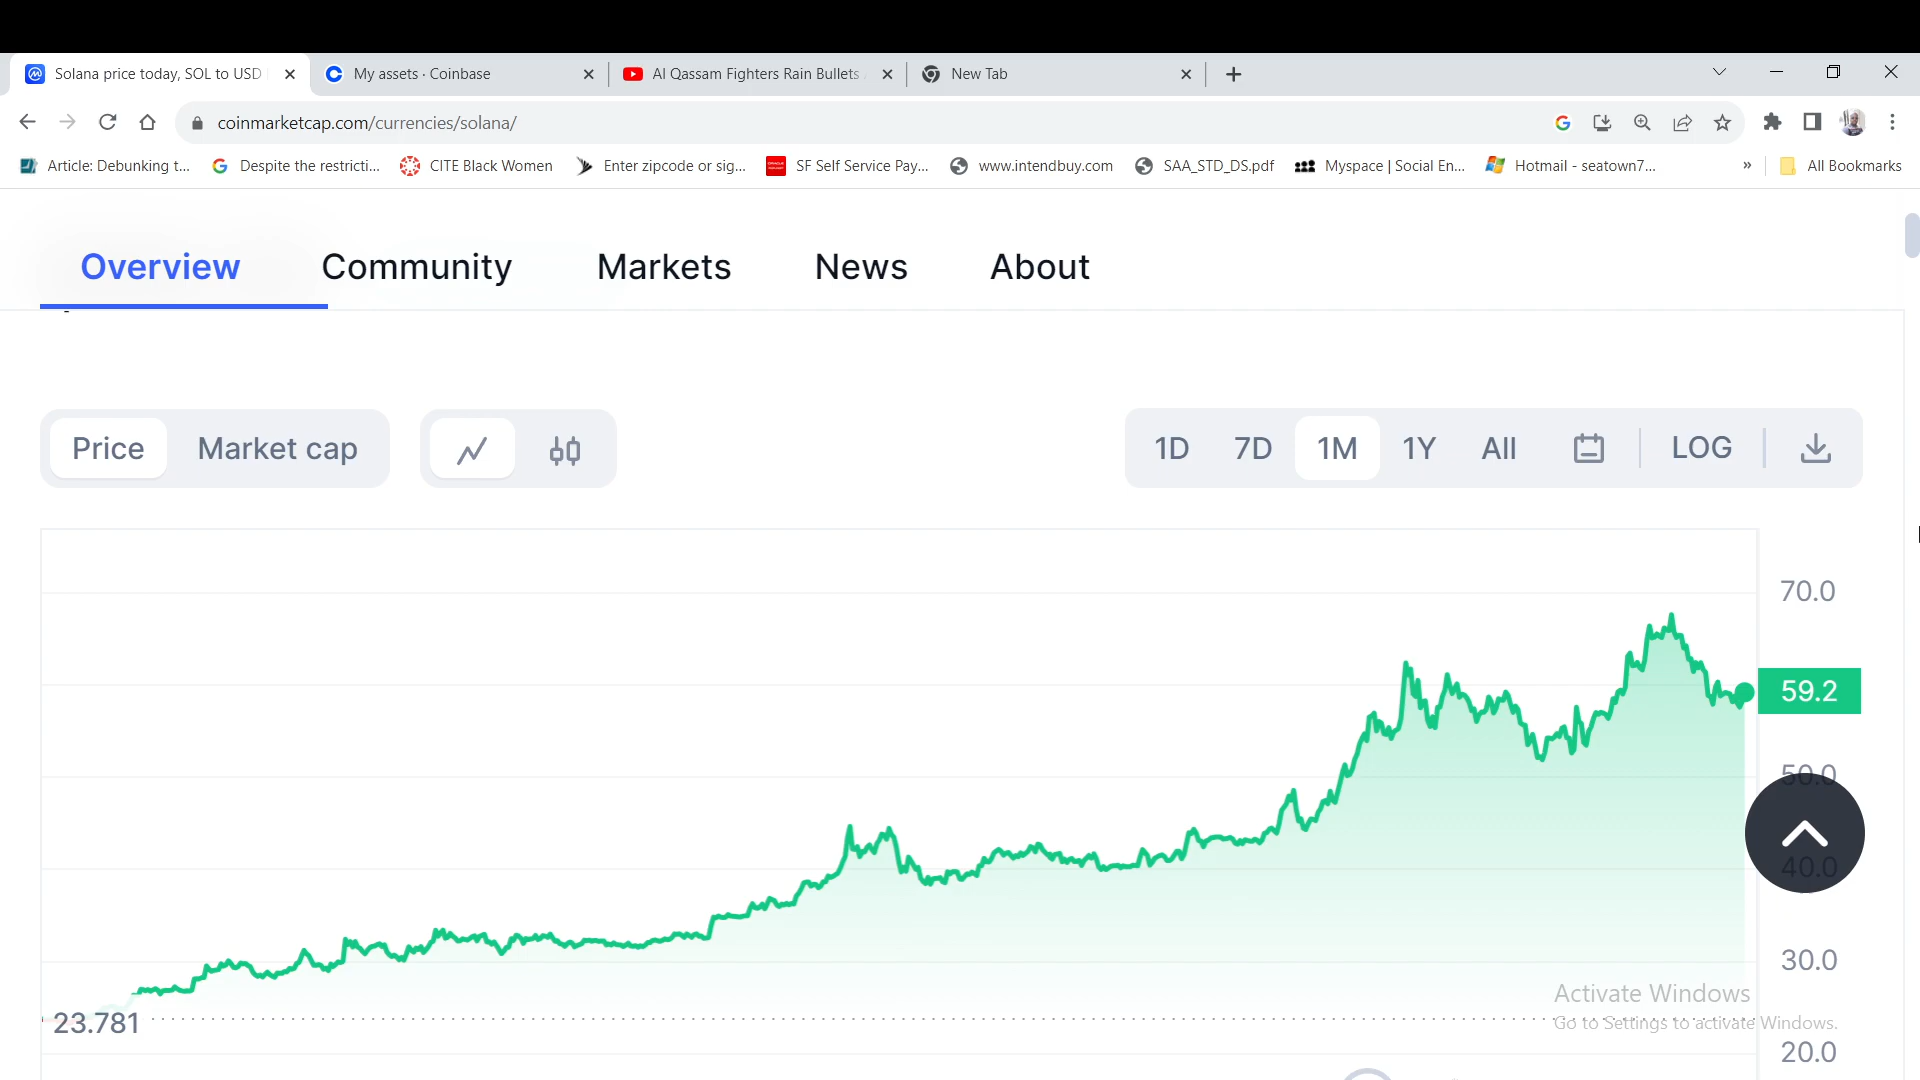 Solana price today, SOL to USD
My assets · Coinbase
Al Qassam Fighters Rain Bullets
New Tab
coinmarketcap.com/currencies/solana/
Article: Debunking t...
Despite the restricti...
CITE Black Women
Enter zipcode or sig...
SF Self Service Pay...
www.intendbuy.com
SAA_STD_DS.pdf
Myspace | Social En...
Hotmail - seatown7...
»
All Bookmarks
Overview
Community
Markets
News
About
Price
Market cap
1D
7D
1M
1Y
All
LOG
70.0
59.2
50.0
40.0
30.0
Activate Windows
23.781
Go to Settings to activate Windows.
20.0